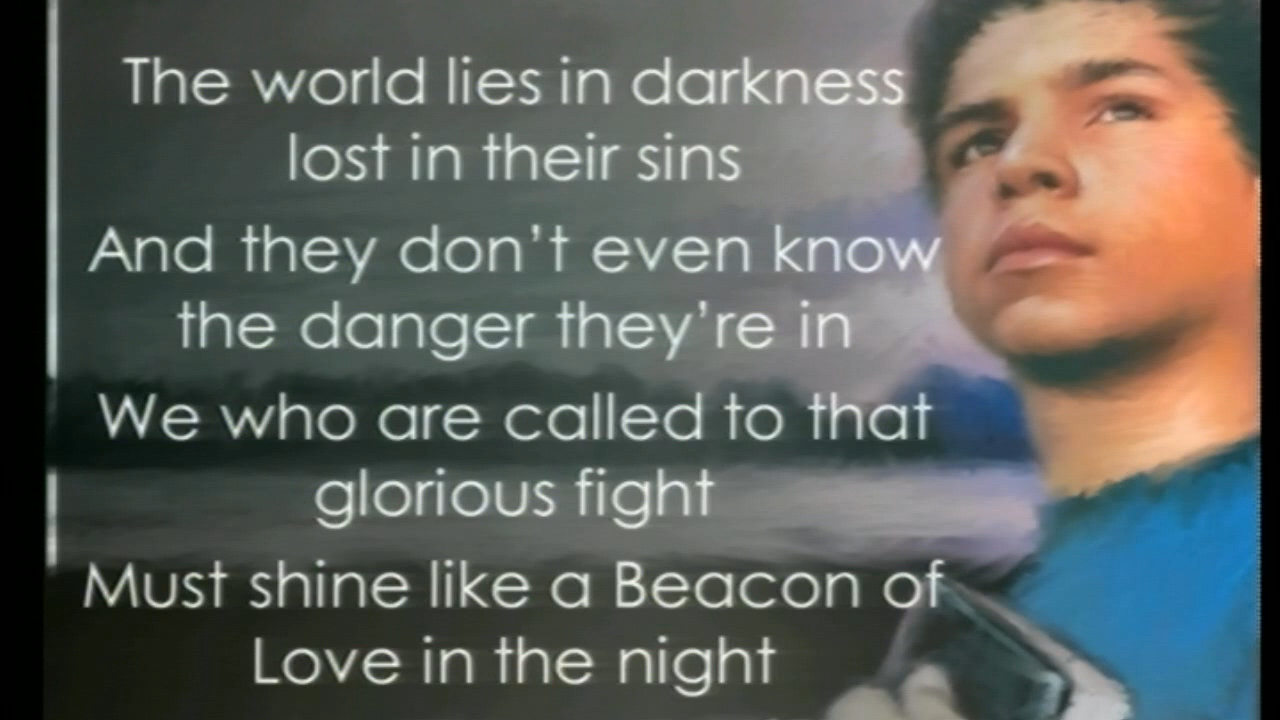 The world lies in darkness
lost in their sins
And they don't even know
the danger they're in
We who are called to that
glorious fight
Must shine like a Beacon of
Love in the night